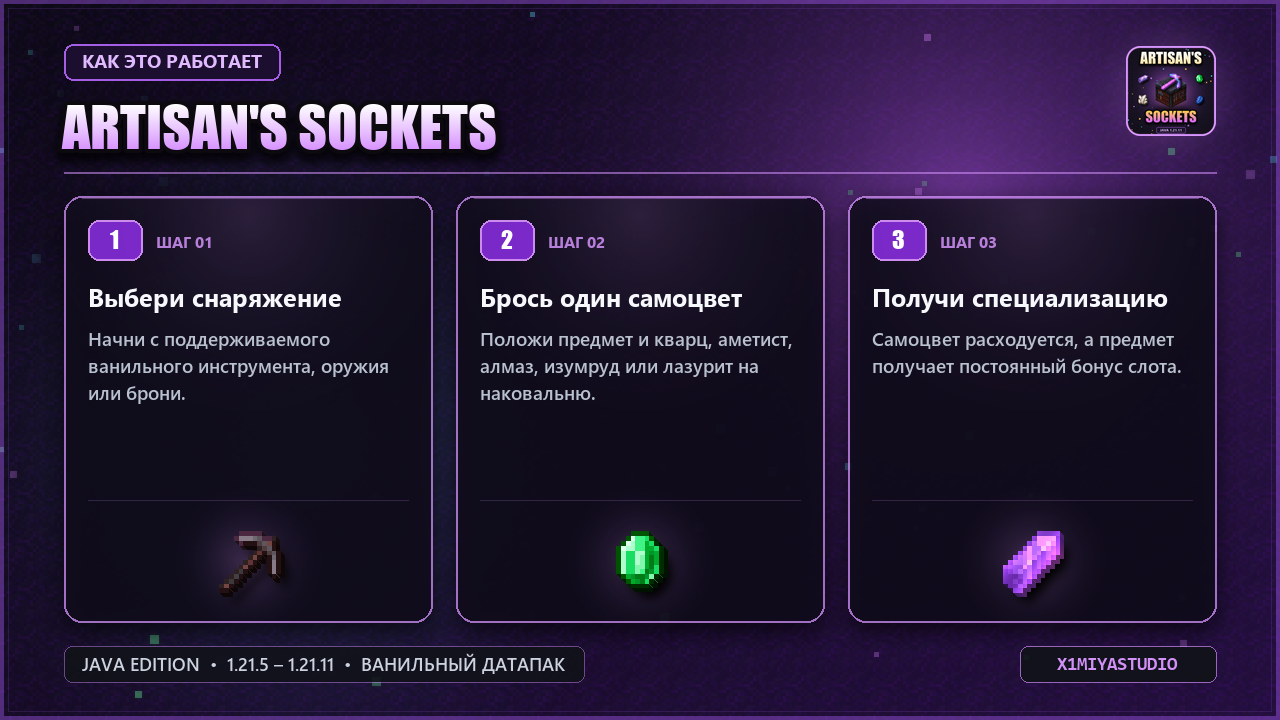 КАК ЭТО РАБОТАЕТ
ARTISAN'S SOCKETS
ARTISAN'S
SOCKETS
1 ШАГ 01
Выбери снаряжение
Начни с поддерживаемого
ванильного инструмента, оружия
или брони.
2 ШАГ 02
Брось один самоцвет
Положи предмет и кварц, аметист,
алмаз, изумруд или лазурит на
наковальню.
3 ШАГ 03
Получи специализацию
Самоцвет расходуется, а предмет
получает постоянный бонус слота.
JAVA EDITION • 1.21.5 – 1.21.11 • ВАНИЛЬНЫЙ ДАТАПАК
X1MIYASTUDIO